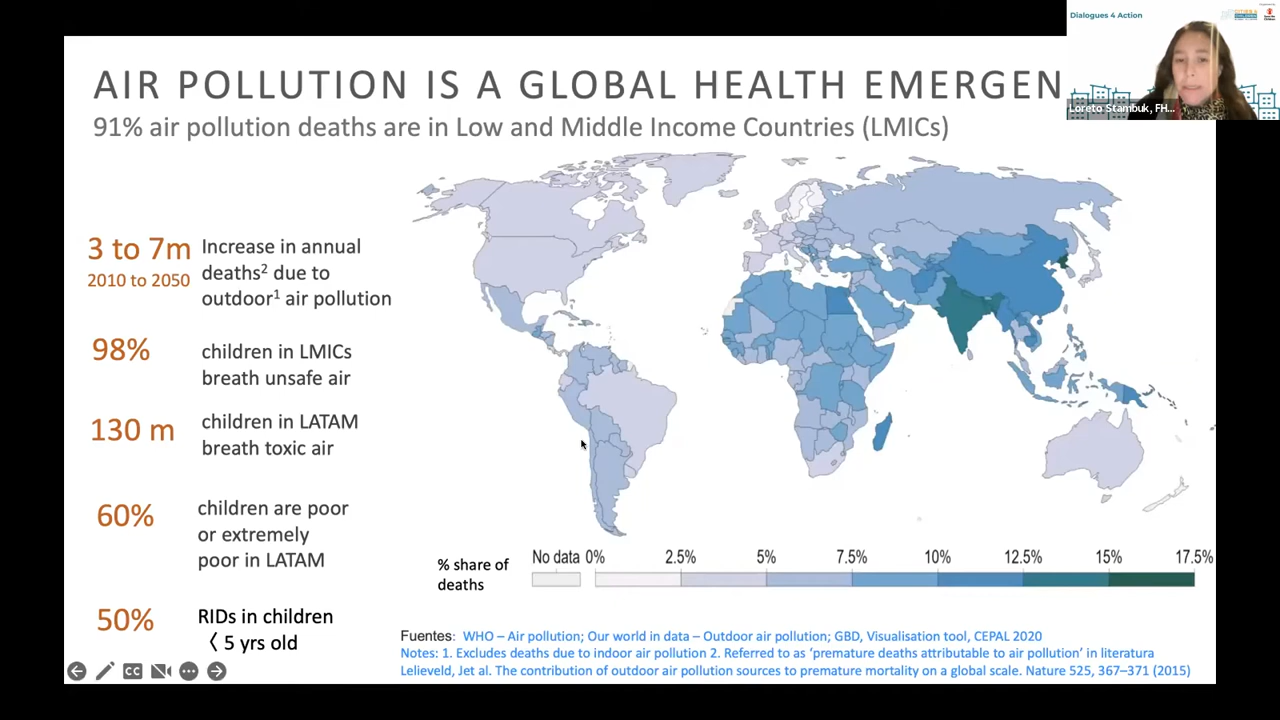 Dialogues 4 Action
Loreto Stambuk, FH...
AIR POLLUTION IS A GLOBAL HEALTH EMERGEN
91% air pollution deaths are in Low and Middle Income Countries (LMICs)
3 to 7m
2010 to 2050
Increase in annual
deaths2 due to
outdoor1 air pollution
98%
children in LMICs
breath unsafe air
130 m
children in LATAM
breath toxic air
60%
children are poor
or extremely
poor in LATAM
50%
RIDs in children
< 5 yrs old
% share of
deaths
No data 0% 2.5% 5% 7.5% 10% 12.5% 15% 17.5%
Fuentes: WHO – Air pollution; Our world in data – Outdoor air pollution; GBD, Visualisation tool, CEPAL 2020
Notes: 1. Excludes deaths due to indoor air pollution 2. Referred to as ‘premature deaths attributable to air pollution’ in literatura
Lelieveld, Jet al. The contribution of outdoor air pollution sources to premature mortality on a global scale. Nature 525, 367–371 (2015)
CC